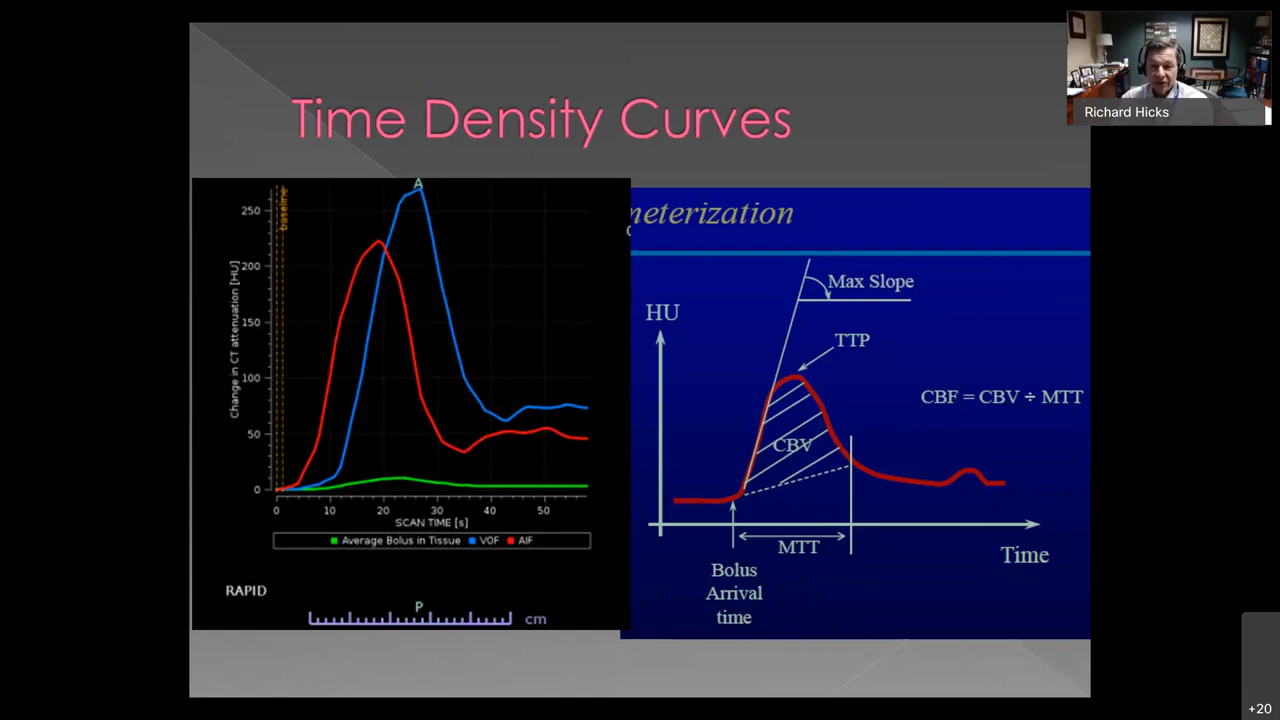 Richard Hicks
Time Density Curves
A
250
200
150
100
50
0
baseline
Change in CT attenuation [HU]
0 10 20 30 40 50
SCAN TIME [s]
Average Bolus in Tissue VOF AIF
RAPID
P
cm
neterization
Max Slope
HU
TTP
CBF = CBV ÷ MTT
CBV
MTT
Time
Bolus
Arrival
time
+20